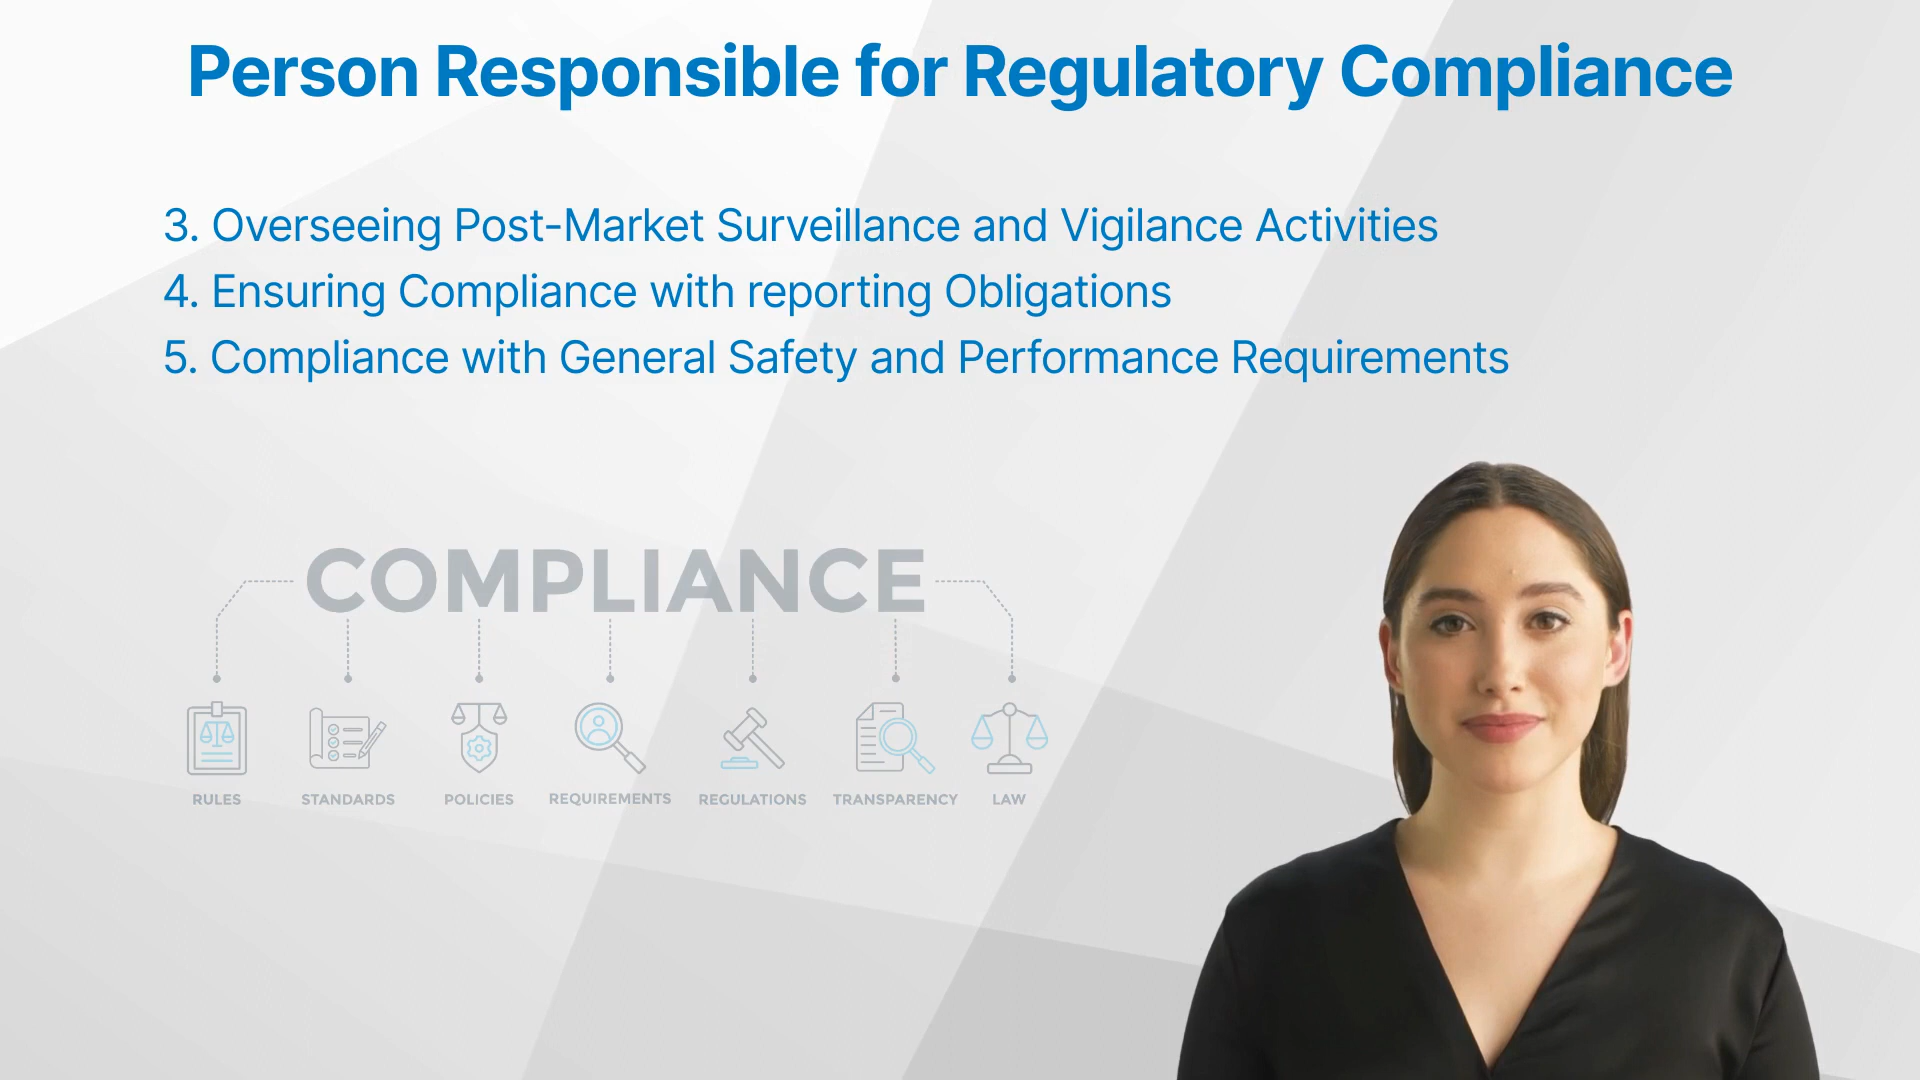 Person Responsible for Regulatory Compliance
3. Overseeing Post-Market Surveillance and Vigilance Activities
4. Ensuring Compliance with reporting Obligations
5. Compliance with General Safety and Performance Requirements
COMPLIANCE
RULES STANDARDS POLICIES REQUIREMENTS REGULATIONS TRANSPARENCY LAW